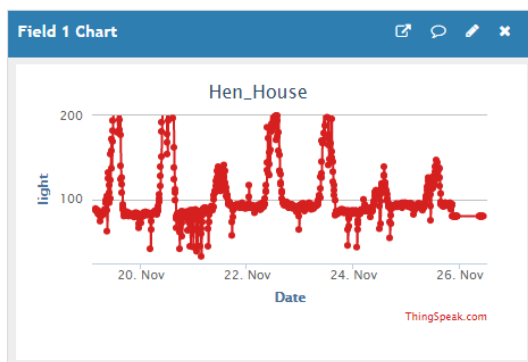 Field 1 Chart
Hen_House
200
100
light
20. Nov
22. Nov
24. Nov
26. Nov
Date
ThingSpeak.com